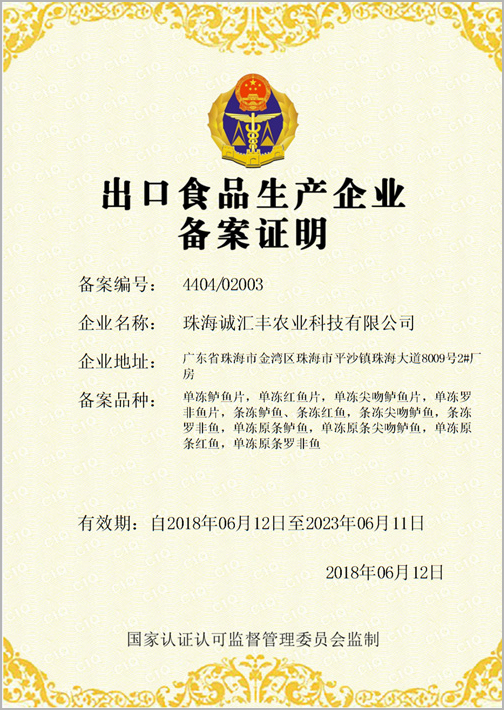 出口食品生产企业
备案证明
备案编号： 4404/02003
企业名称： 珠海诚汇丰农业科技有限公司
企业地址： 广东省珠海市金湾区珠海市平沙镇珠海大道8009号2#厂
房
备案品种： 单冻鲈鱼片，单冻红鱼片，单冻尖吻鲈鱼片，单冻罗
非鱼片，条冻鲈鱼、条冻红鱼，条冻尖吻鲈鱼，条冻
罗非鱼，单冻原条鲈鱼，单冻原条尖吻鲈鱼，单冻原
条红鱼，单冻原条罗非鱼
有效期：自2018年06月12日至2023年06月11日
2018年06月12日
国家认证认可监督管理委员会监制